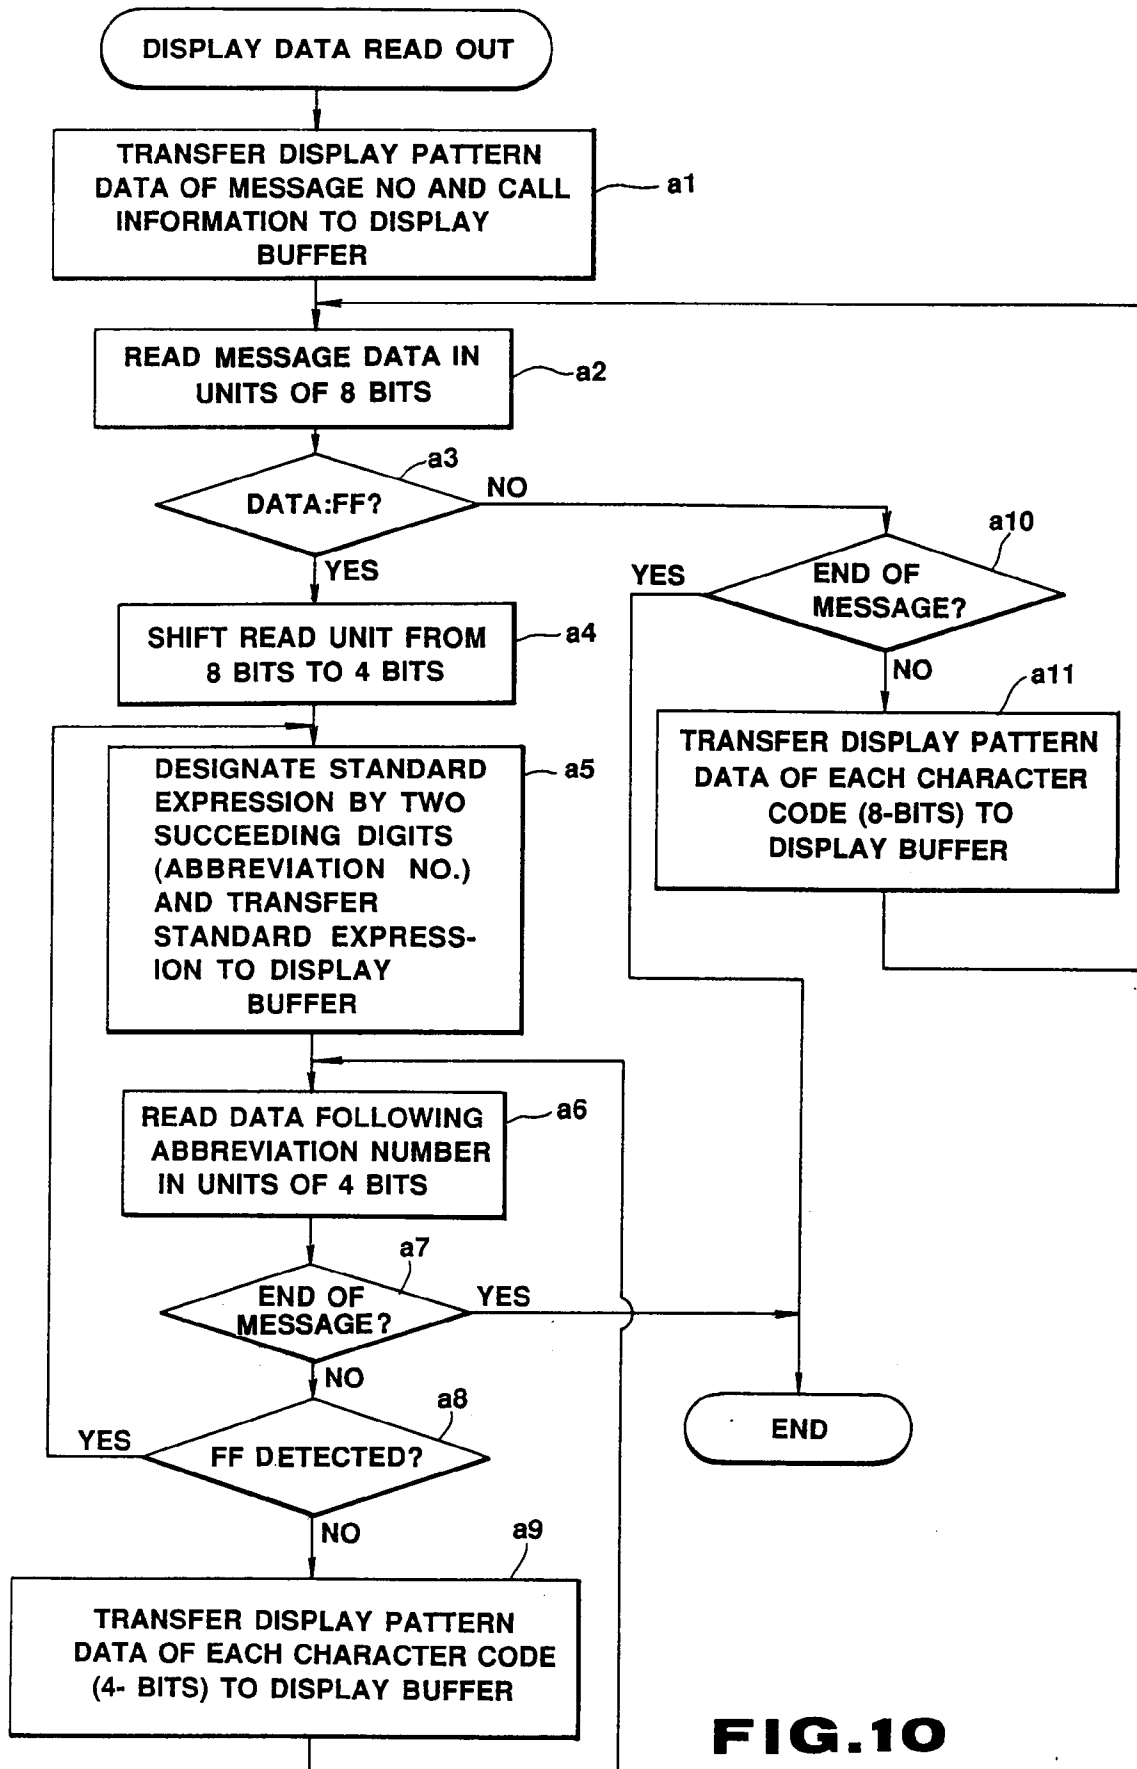 DISPLAY DATA READ OUT
TRANSFER DISPLAY PATTERN
DATA OF MESSAGE NO AND CALL
INFORMATION TO DISPLAY
BUFFER
a1
READ MESSAGE DATA IN
UNITS OF 8 BITS
a2
a3
DATA:FF?
NO
YES
a10
END OF
MESSAGE?
YES
NO
SHIFT READ UNIT FROM
8 BITS TO 4 BITS
a4
a11
TRANSFER DISPLAY PATTERN
DATA OF EACH CHARACTER
CODE (8-BITS) TO
DISPLAY BUFFER
DESIGNATE STANDARD
EXPRESSION BY TWO
SUCCEEDING DIGITS
(ABBREVIATION NO.)
AND TRANSFER
STANDARD EXPRESS-
ION TO DISPLAY
BUFFER
a5
READ DATA FOLLOWING
ABBREVIATION NUMBER
IN UNITS OF 4 BITS
a6
a7
END OF
MESSAGE?
YES
NO
a8
YES
FF DETECTED?
NO
END
a9
TRANSFER DISPLAY PATTERN
DATA OF EACH CHARACTER CODE
(4- BITS) TO DISPLAY BUFFER
FIG.10